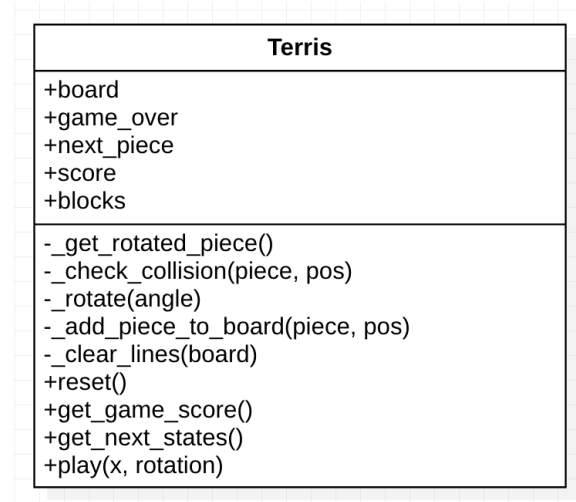 Terris
+board
+game_over
+next_piece
+score
+blocks
-_get_rotated_piece()
-_check_collision(piece, pos)
-_rotate(angle)
-_add_piece_to_board(piece, pos)
-_clear_lines(board)
+reset()
+get_game_score()
+get_next_states()
+play(x, rotation)